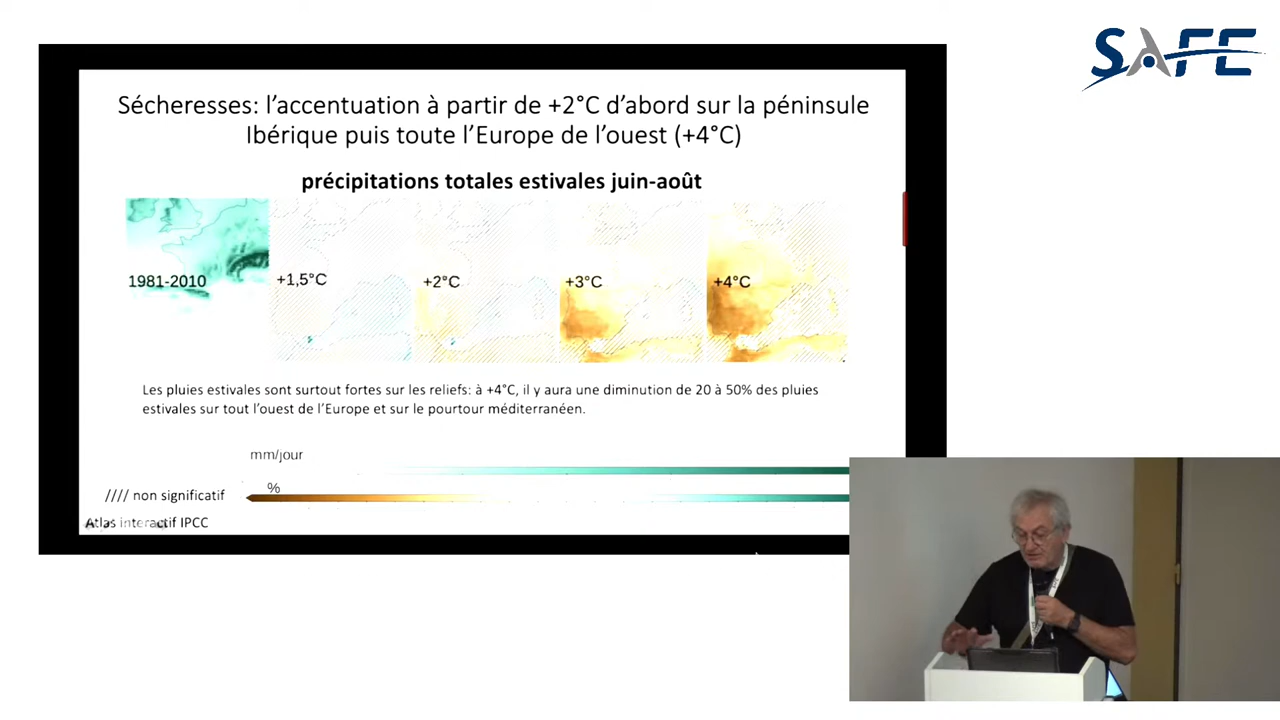 SAFE
Sécheresses: l'accentuation à partir de +2°C d'abord sur la péninsule
Ibérique puis toute l'Europe de l'ouest (+4°C)
précipitations totales estivales juin-août
1981-2010
+1,5°C
+2°C
+3°C
+4°C
Les pluies estivales sont surtout fortes sur les reliefs: à +4°C, il y aura une diminution de 20 à 50% des pluies
estivales sur tout l'ouest de l'Europe et sur le pourtour méditerranéen.
mm/jour
%
//// non significatif
Atlas interactif IPCC